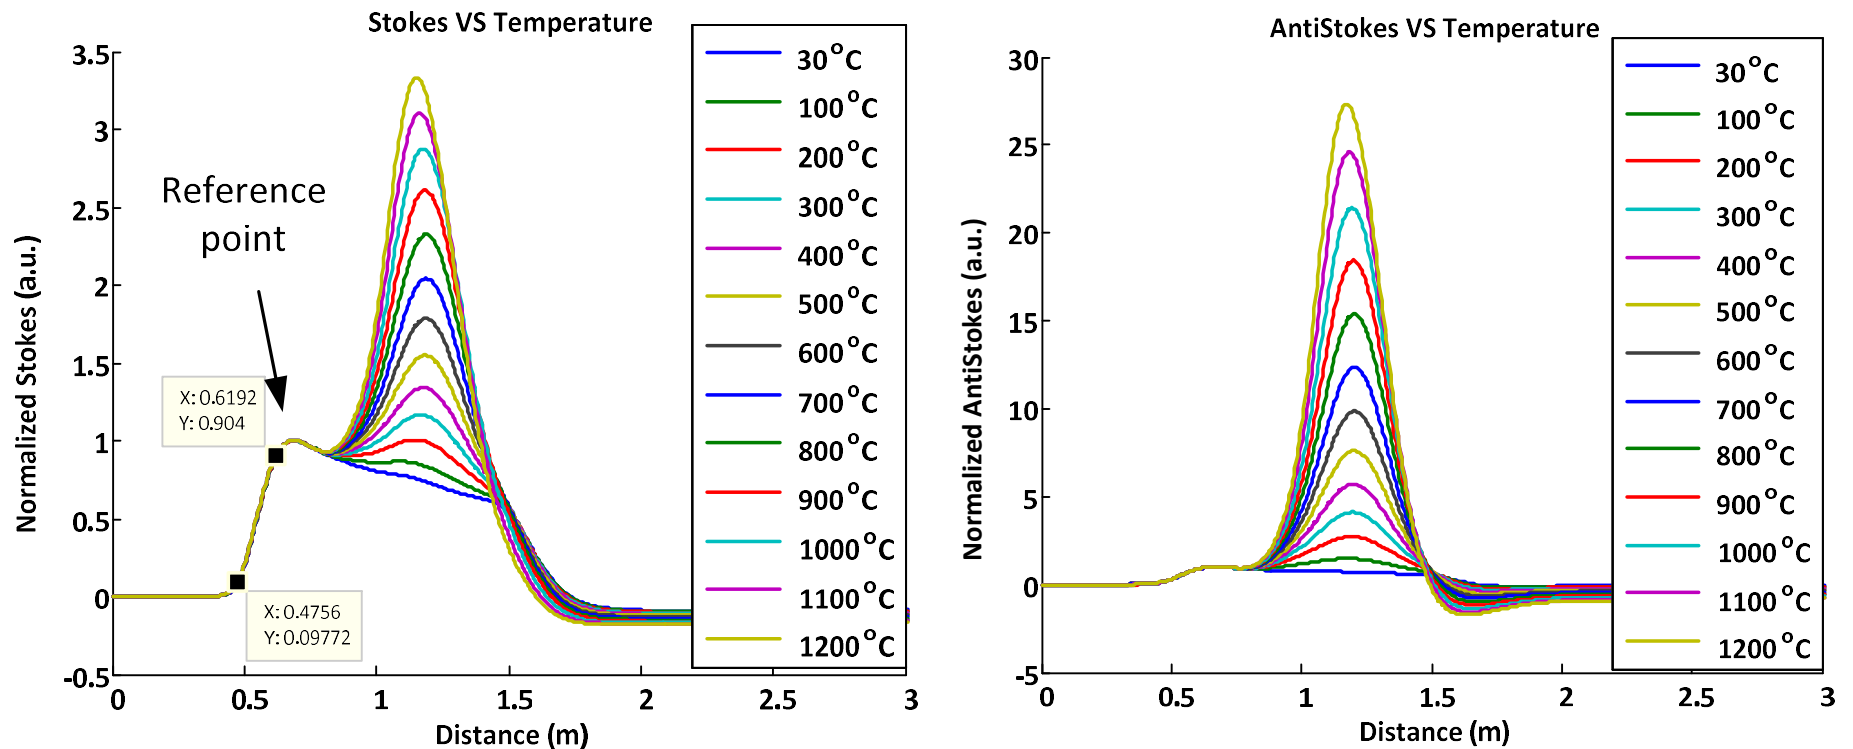 Stokes VS Temperature
3.5
3
2.5
2
1.5
1
0.5
0
-0.5
Normalized Stokes (a.u.)
Reference
point
X: 0.6192
Y: 0.904
X: 0.4756
Y: 0.09772
0
0.5
1
1.5
2
2.5
3
Distance (m)
30°C
100°C
200°C
300°C
400°C
500°C
600°C
700°C
800°C
900°C
1000°C
1100°C
1200°C
AntiStokes VS Temperature
30
25
20
15
10
5
0
-5
Normalized AntiStokes (a.u.)
0
0.5
1
1.5
2
2.5
3
Distance (m)
30°C
100°C
200°C
300°C
400°C
500°C
600°C
700°C
800°C
900°C
1000°C
1100°C
1200°C